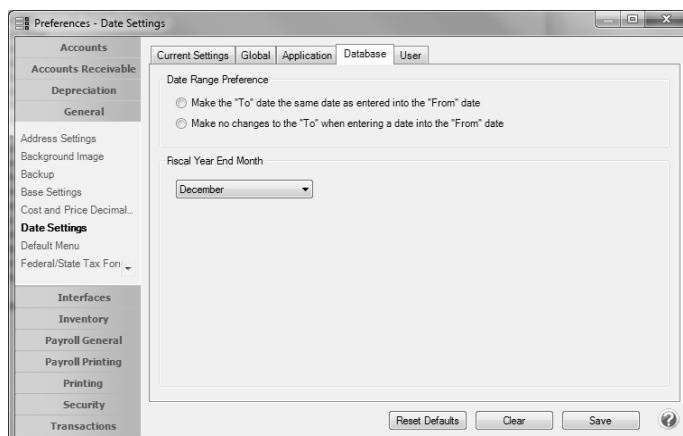 Preferences - Date Settings
Accounts
Accounts Receivable
Depreciation
General
Address Settings
Background Image
Backup
Base Settings
Cost and Price Decimal...
Date Settings
Default Menu
Federal/State Tax Forr
Interfaces
Inventory
Payroll General
Payroll Printing
Printing
Security
Transactions
Current Settings Global Application Database User
Date Range Preference
Make the "To" date the same date as entered into the "From" date
Make no changes to the "To" when entering a date into the "From" date
Fiscal Year End Month
December
Reset Defaults Clear Save ?